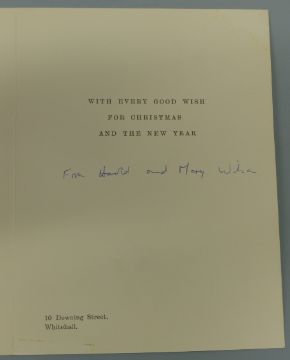 WITH EVERY GOOD WISH
FOR CHRISTMAS
AND THE NEW YEAR
From Harold and Mary Wilson
10 Downing Street,
Whitehall.